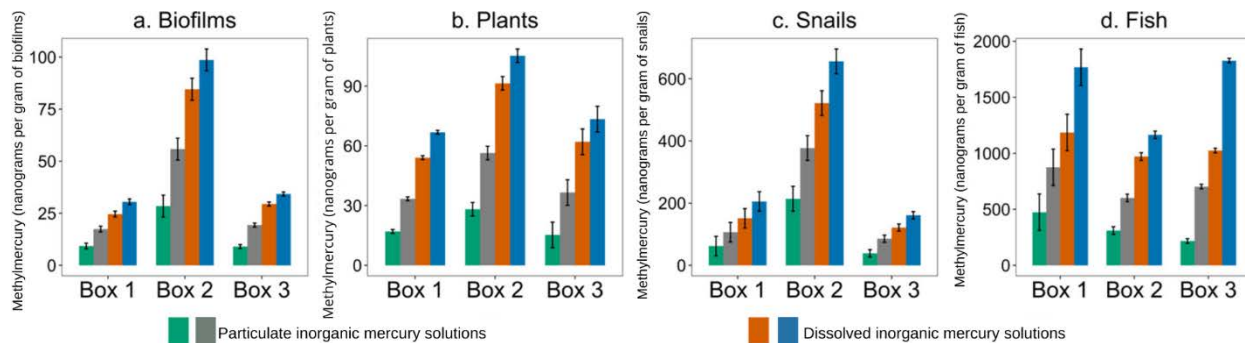 a. Biofilms
Methylmercury (nanograms per gram of biofilms)
100
75
50
25
0
Box 1 Box 2 Box 3
b. Plants
Methylmercury (nanograms per gram of plants)
90
60
30
0
Box 1 Box 2 Box 3
c. Snails
Methylmercury (nanograms per gram of snails)
600
400
200
0
Box 1 Box 2 Box 3
d. Fish
Methylmercury (nanograms per gram of fish)
2000
1500
1000
500
0
Box 1 Box 2 Box 3
Particulate inorganic mercury solutions
Dissolved inorganic mercury solutions